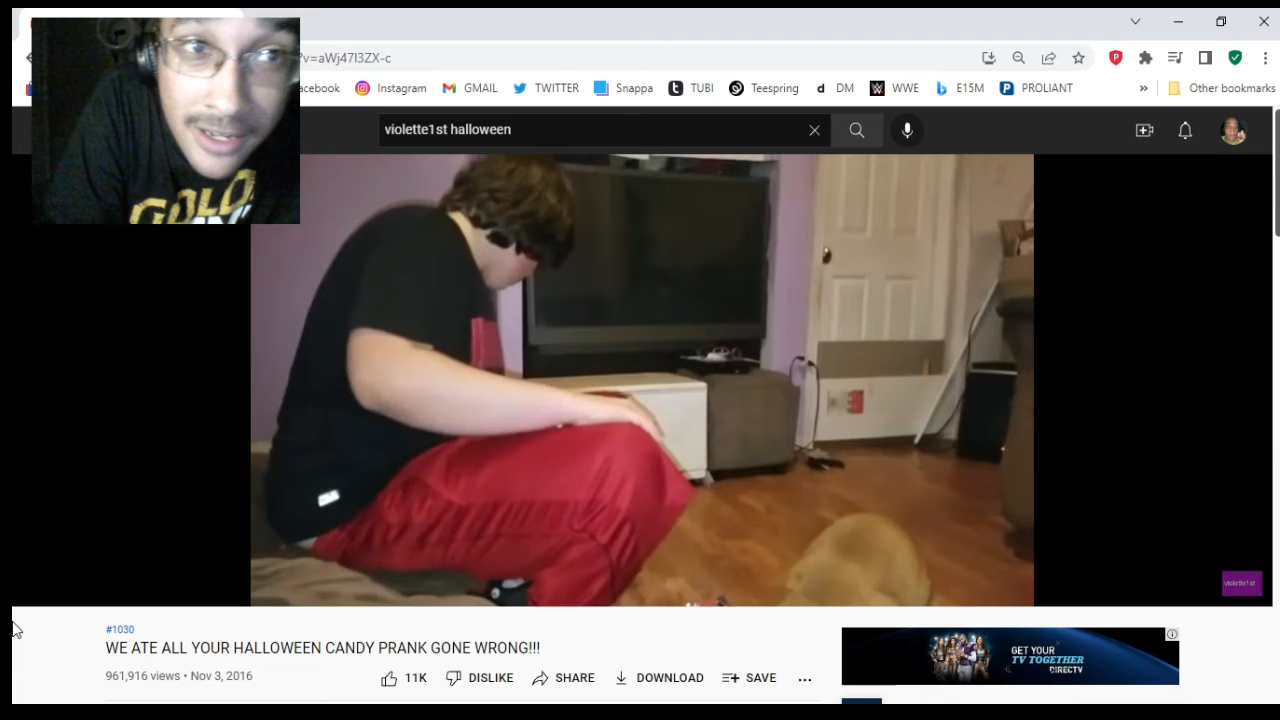 ?v=aWj47I3ZX-c
acebook
Instagram
GMAIL
TWITTER
Snappa
TUBI
Teespring
d DM
WWE
E15M
PROLIANT
»
Other bookmarks
violette1st halloween
GOLD
violette1st
#1030
WE ATE ALL YOUR HALLOWEEN CANDY PRANK GONE WRONG!!!
961,916 views • Nov 3, 2016
11K
DISLIKE
SHARE
DOWNLOAD
SAVE
...
GET YOUR
TV TOGETHER
DIRECTV